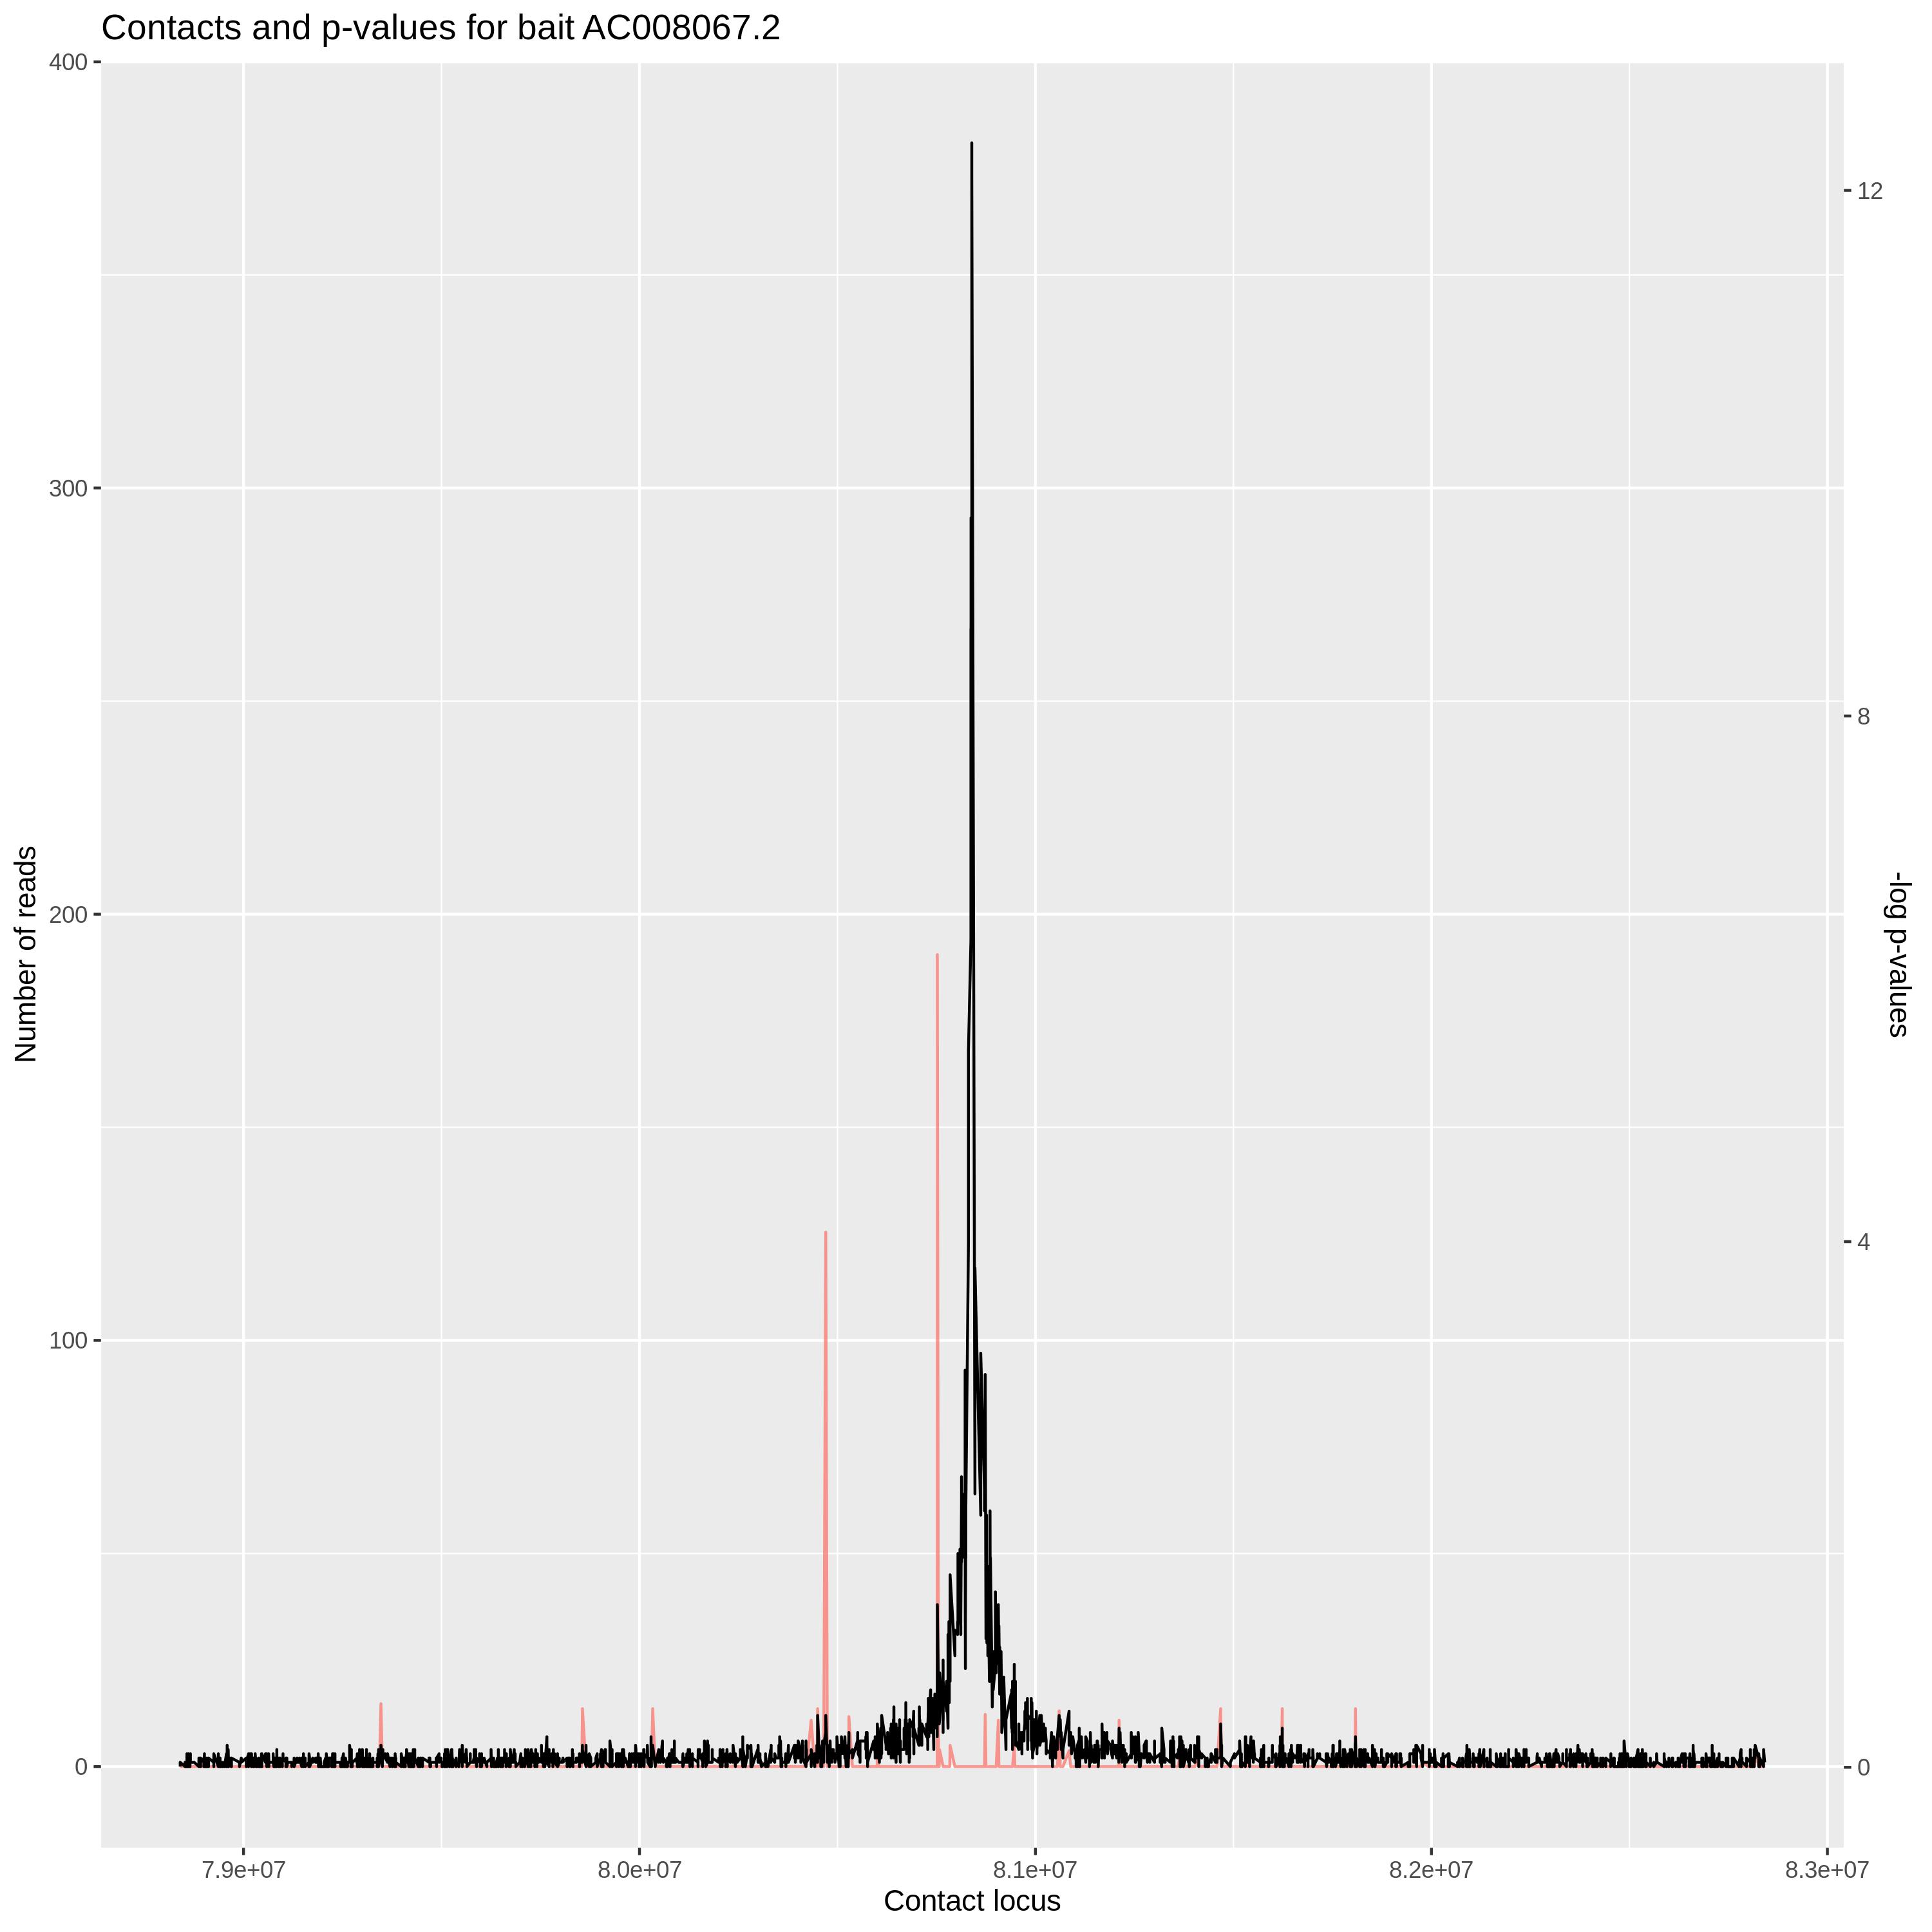 Contacts and p-values for bait AC008067.2
400
300
200
100
0
Number of reads
12
8
4
0
-log p-values
7.9e+07 8.0e+07 8.1e+07 8.2e+07 8.3e+07
Contact locus